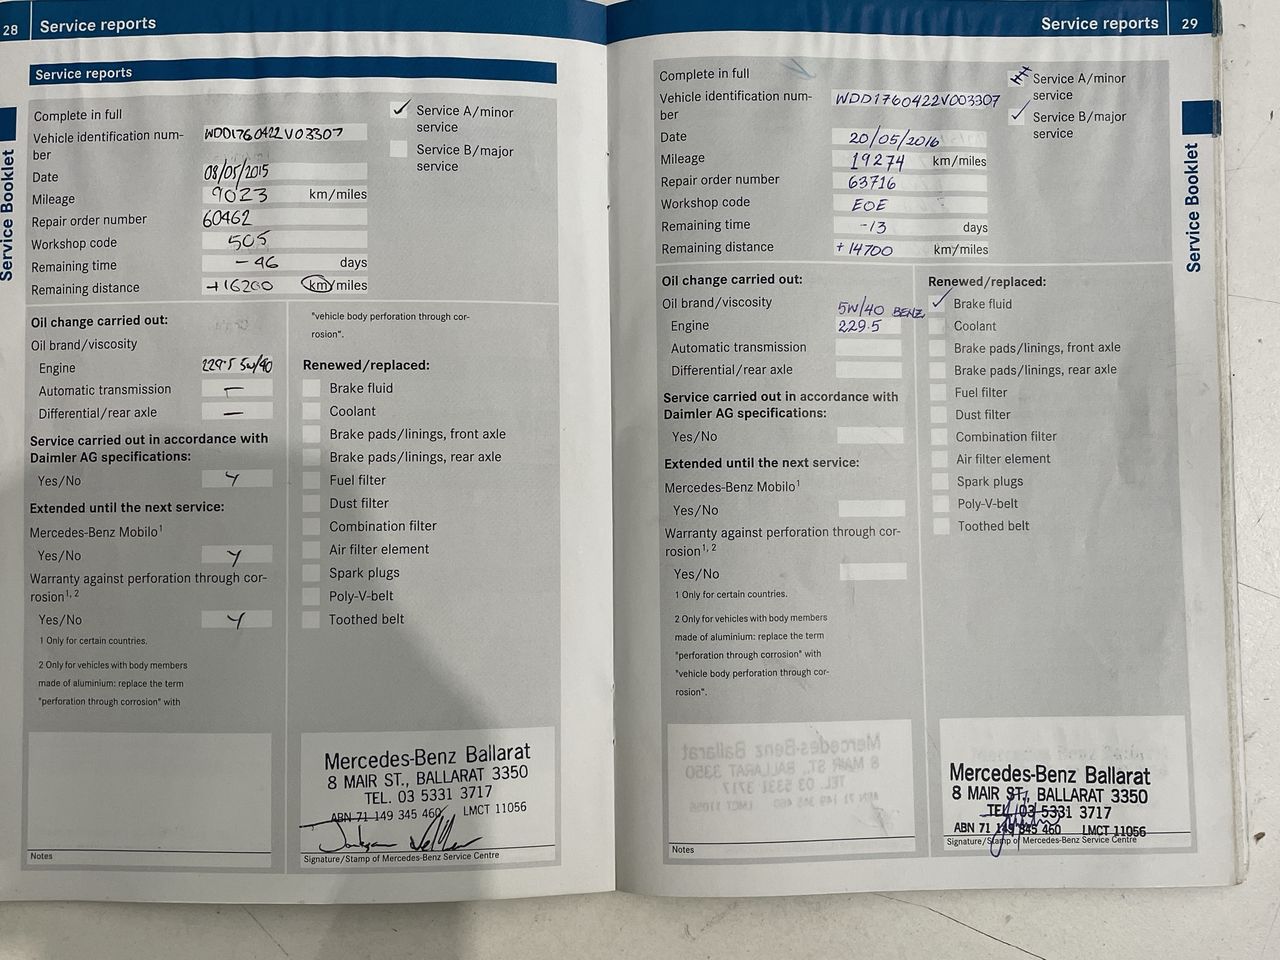 28 Service reports
Service Booklet
Service reports
Complete in full
✓ Service A/minor service
Vehicle identification num-
ber WDD1760422V03307
Service B/major service
Date 08/05/2015
Mileage 9023 km/miles
Repair order number 60462
Workshop code 505
Remaining time -46 days
Remaining distance +16200 km/miles
Oil change carried out:
Oil brand/viscosity
Engine 229.5 5w/40
Automatic transmission –
Differential/rear axle –
Service carried out in accordance with
Daimler AG specifications:
Yes/No Y
Extended until the next service:
Mercedes-Benz Mobilo¹
Yes/No Y
Warranty against perforation through cor-
rosion¹, ²
Yes/No Y
1 Only for certain countries.
2 Only for vehicles with body members
made of aluminium: replace the term
"perforation through corrosion" with
"vehicle body perforation through cor-
rosion".
Renewed/replaced:
Brake fluid
Coolant
Brake pads/linings, front axle
Brake pads/linings, rear axle
Fuel filter
Dust filter
Combination filter
Air filter element
Spark plugs
Poly-V-belt
Toothed belt
Notes
Mercedes-Benz Ballarat
8 MAIR ST., BALLARAT 3350
TEL. 03 5331 3717
ABN 71 149 345 460 LMCT 11056
Signature/Stamp of Mercedes-Benz Service Centre
Service reports 29
Service Booklet
Complete in full
Service A/minor
service
Vehicle identification num-
ber WDD1760422V003307
✓ Service B/major
service
Date 20/05/2016
Mileage 19274 km/miles
Repair order number 63716
Workshop code EOE
Remaining time -13 days
Remaining distance +14700 km/miles
Oil change carried out:
Oil brand/viscosity 5W/40 BENZ
Engine 229.5
Automatic transmission
Differential/rear axle
Service carried out in accordance with
Daimler AG specifications:
Yes/No
Extended until the next service:
Mercedes-Benz Mobilo¹
Yes/No
Warranty against perforation through cor-
rosion¹, ²
Yes/No
1 Only for certain countries.
2 Only for vehicles with body members
made of aluminium: replace the term
"perforation through corrosion" with
"vehicle body perforation through cor-
rosion".
Renewed/replaced:
✓ Brake fluid
Coolant
Brake pads/linings, front axle
Brake pads/linings, rear axle
Fuel filter
Dust filter
Combination filter
Air filter element
Spark plugs
Poly-V-belt
Toothed belt
Notes
Mercedes-Benz Ballarat
8 MAIR ST., BALLARAT 3350
TEL. 03 5331 3717
ABN 71 149 345 460 LMCT 11056
Signature/Stamp of Mercedes-Benz Service Centre